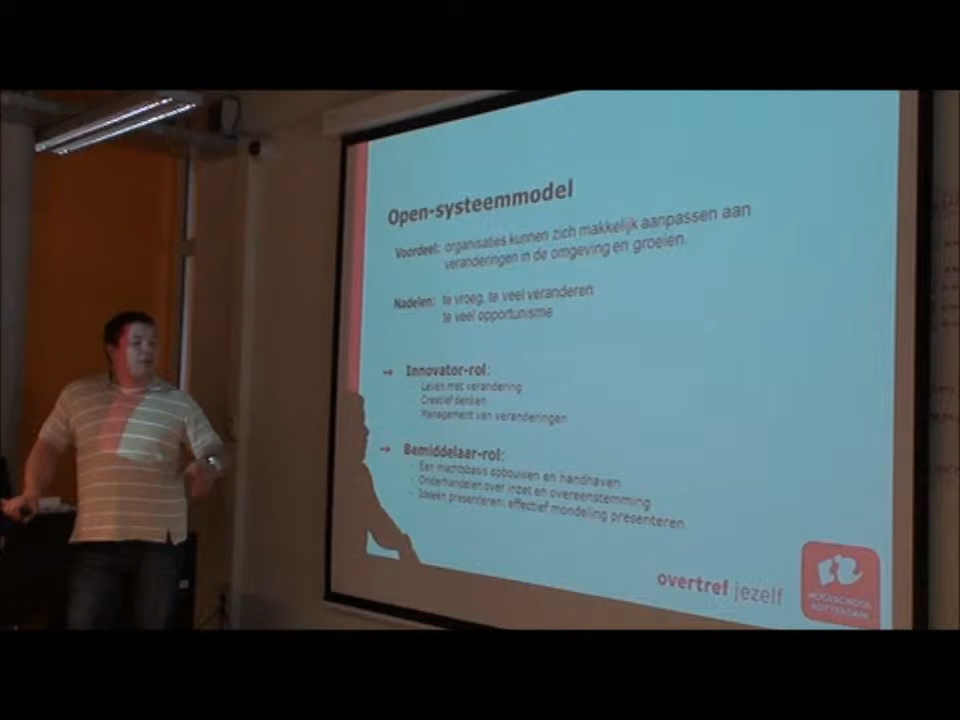 Open-systeemmodel
Voordeel: organisaties kunnen zich makkelijk aanpassen aan
veranderingen in de omgeving en groeien.
Nadelen: te vroeg, te veel veranderen
te veel opportunisme
→ Innovator-rol:
Leven met verandering
Creatief denken
Management van veranderingen
→ Bemiddelaar-rol:
Een machtsbasis opbouwen en handhaven
Onderhandelen over inzet en overeenstemming
Ideeën presenteren: effectief mondeling presenteren
overtref jezelf
HOGESCHOOL
ROTTERDAM